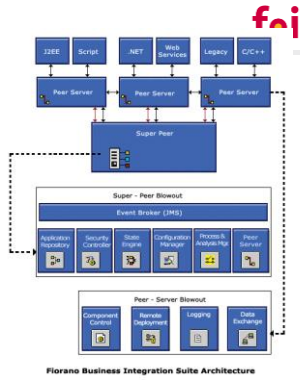 J2EE
Script
.NET
Web
Services
Legacy
C/C++
Peer Server
Peer Server
Peer Server
Super Peer
Super - Peer Blowout
Event Broker (JMS)
Application
Repository
Security
Controller
State
Engine
Configuration
Manager
Process &
Analysis Mgr
Peer
Server
Peer - Server Blowout
Component
Control
Remote
Deployment
Logging
Data
Exchange
Fiorano Business Integration Suite Architecture